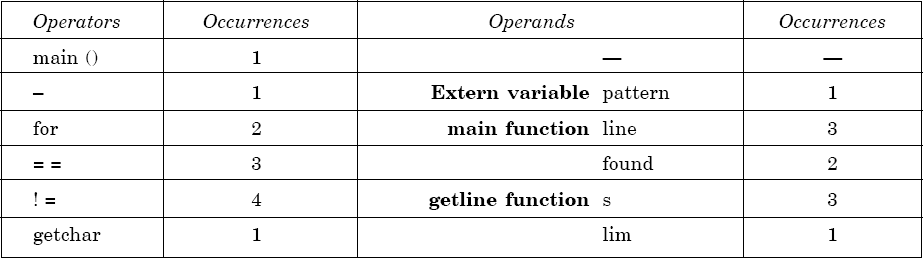 Operators Occurrences Operands Occurrences
main () 1 — —
– 1 Extern variable pattern 1
for 2 main function line 3
= = 3 found 2
! = 4 getline function s 3
getchar 1 lim 1